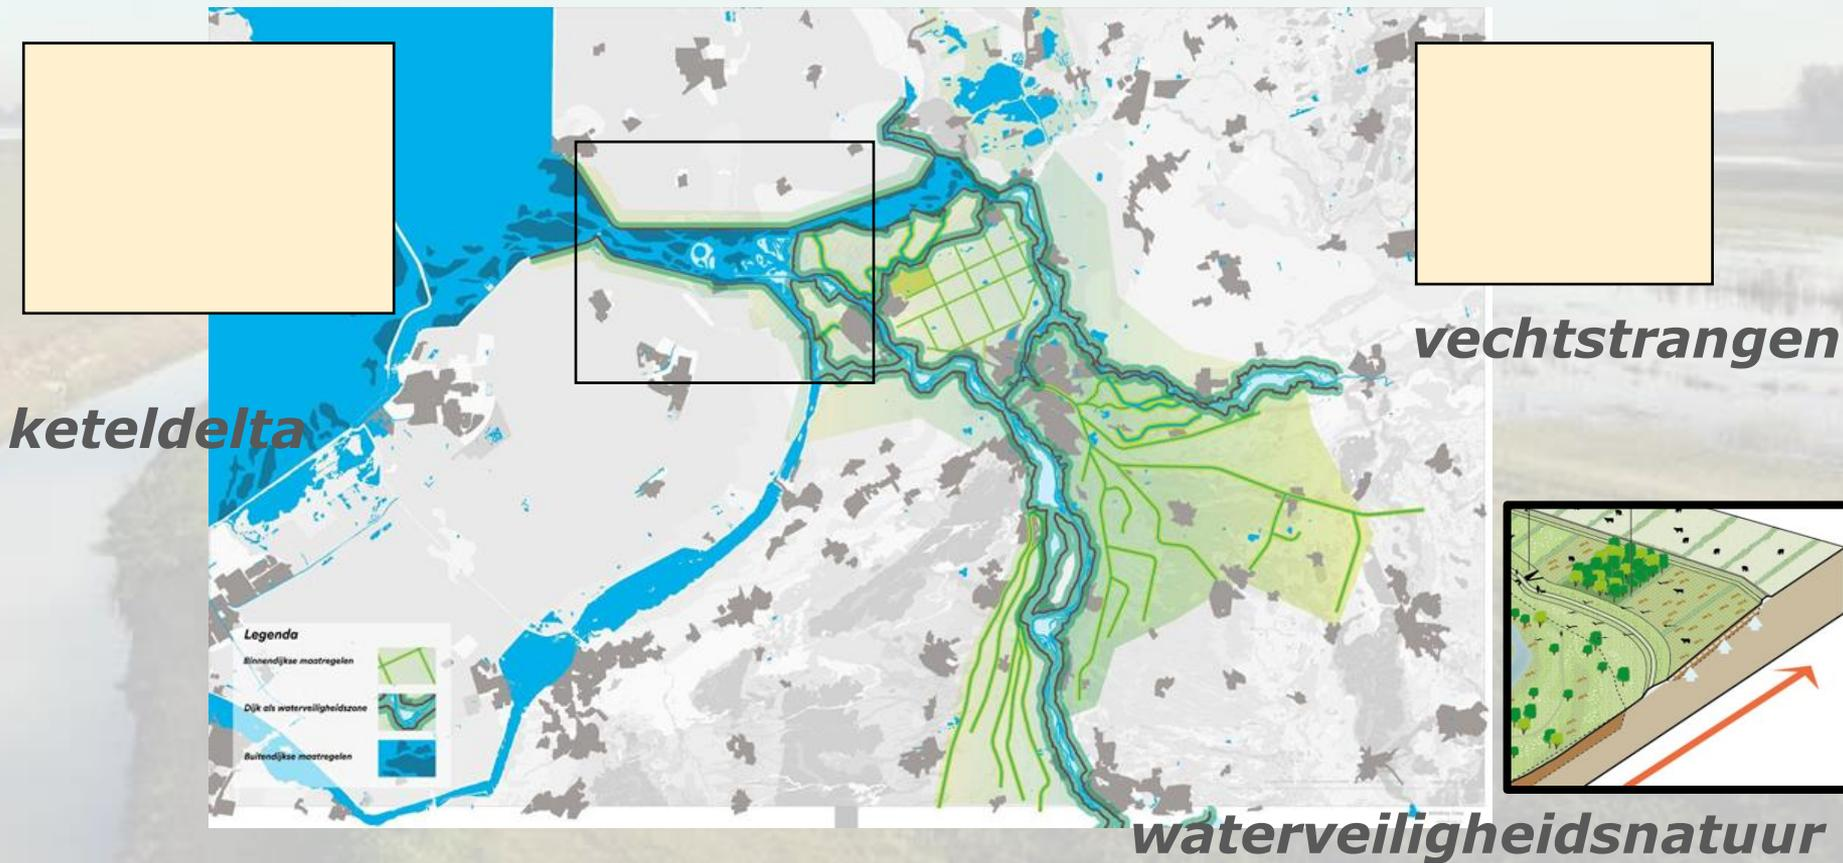 vechtstrangen
keteldelta
Legenda
Binnendijkse maatregelen
Dijk als waterveiligheidszone
Buitendijkse maatregelen
waterveiligheidsnatuur